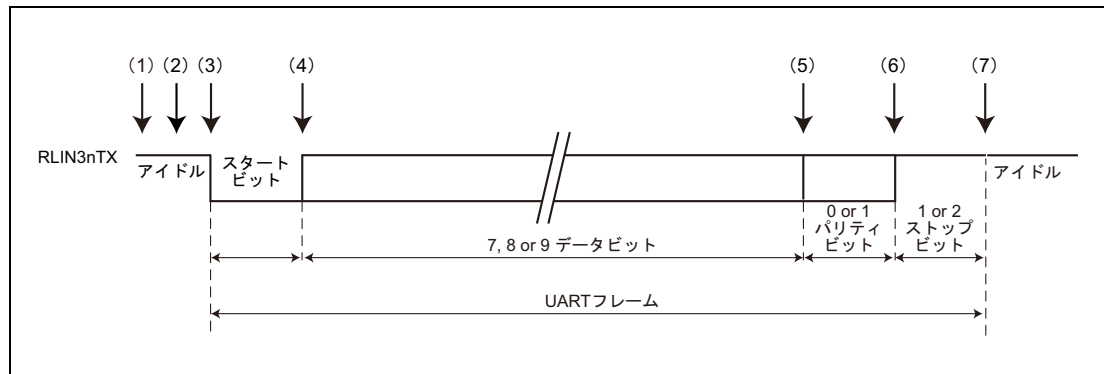 (1) (2) (3) (4) (5) (6) (7)
RLIN3nTX
アイドル
スタート
ビット
アイドル
0 or 1
パリティ
ビット
1 or 2
ストップ
ビット
7, 8 or 9 データビット
UARTフレーム